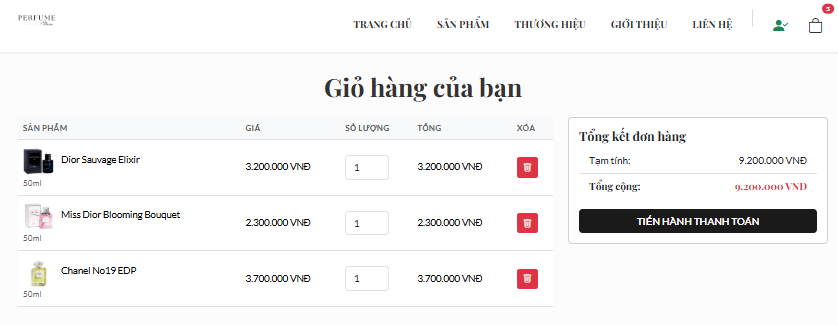 PERFUME
TRANG CHỦ SẢN PHẨM THƯƠNG HIỆU GIỚI THIỆU LIÊN HỆ 3
Giỏ hàng của bạn
SẢN PHẨM GIÁ SỐ LƯỢNG TỔNG XÓA
Dior Sauvage Elixir 3.200.000 VNĐ 1 3.200.000 VNĐ
50ml
Miss Dior Blooming Bouquet 2.300.000 VNĐ 1 2.300.000 VNĐ
50ml
Chanel No19 EDP 3.700.000 VNĐ 1 3.700.000 VNĐ
50ml
Tổng kết đơn hàng
Tạm tính: 9.200.000 VNĐ
Tổng cộng: 9.200.000 VNĐ
TIẾN HÀNH THANH TOÁN